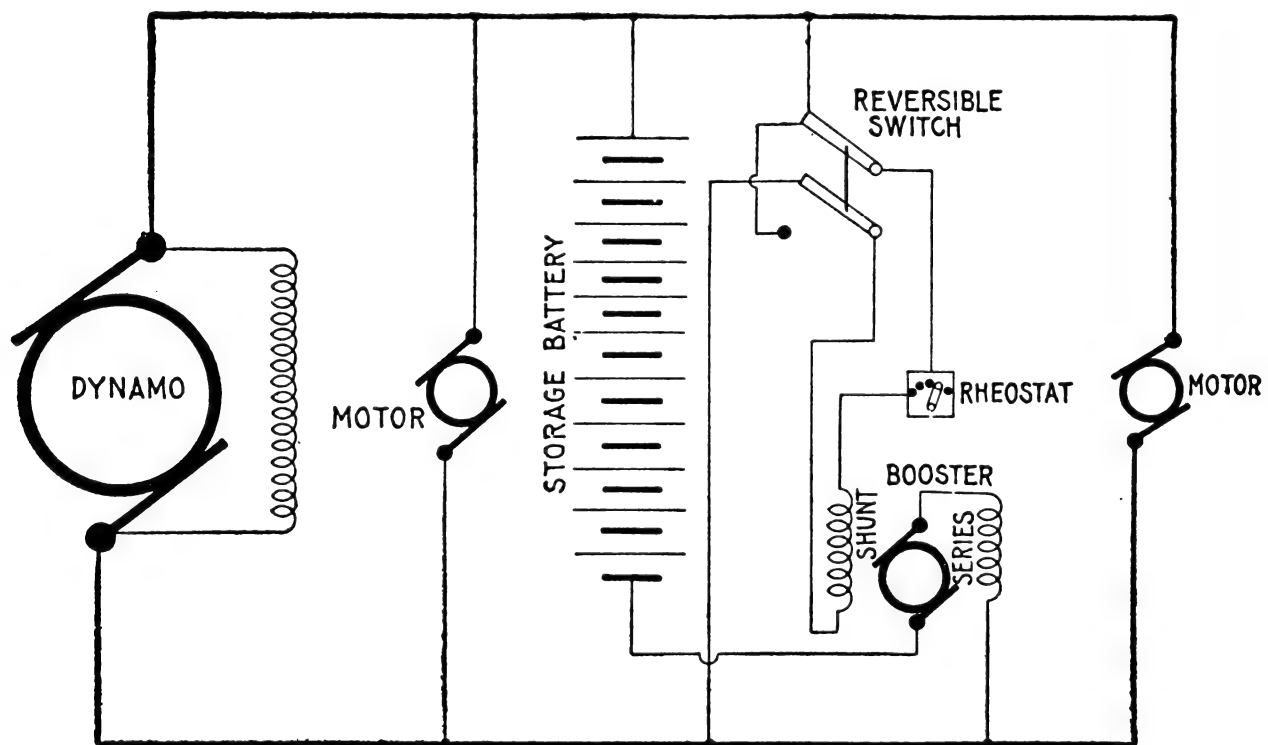 REVERSIBLE
SWITCH
STORAGE BATTERY
DYNAMO
MOTOR
RHEOSTAT
MOTOR
BOOSTER
SHUNT
SERIES